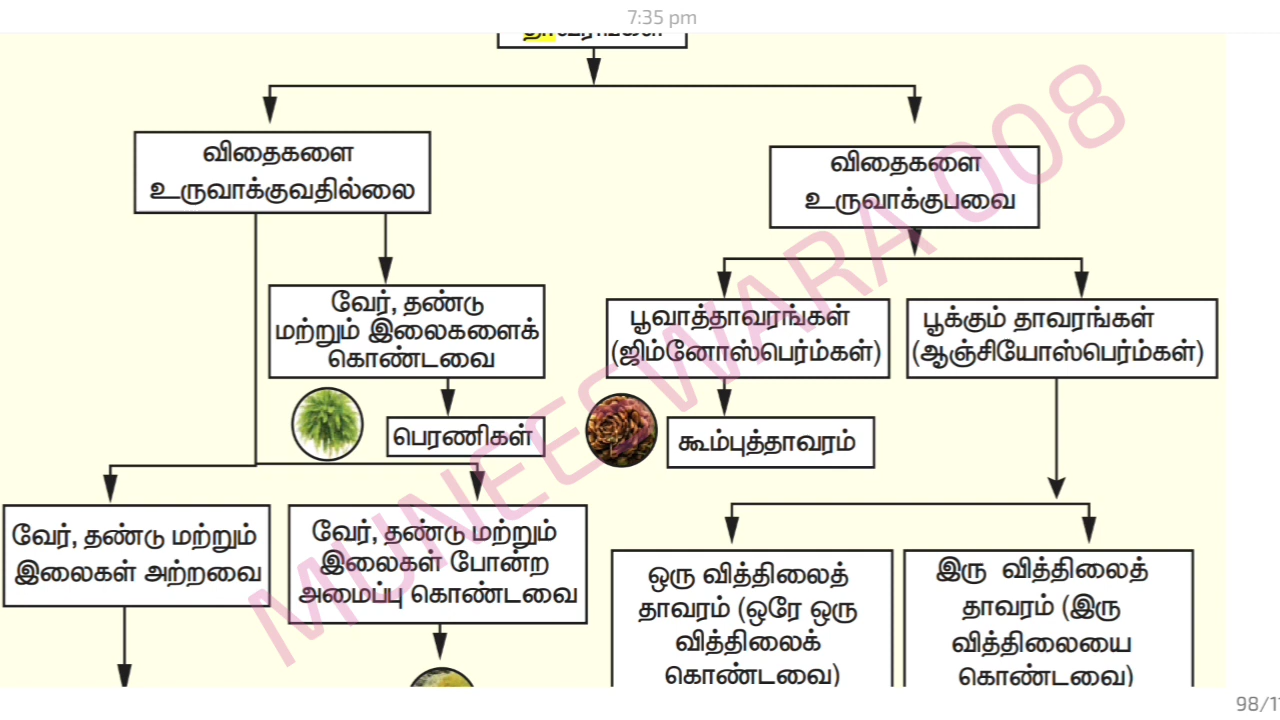 7:35 pm
விதைகளை
உருவாக்குவதில்லை
விதைகளை
உருவாக்குபவை
வேர், தண்டு
மற்றும் இலைகளைக்
கொண்டவை
பூவாத்தாவரங்கள்
(ஜிம்னோஸ்பெர்ம்கள்)
பூக்கும் தாவரங்கள்
(ஆஞ்சியோஸ்பெர்ம்கள்)
பெரணிகள்
கூம்புத்தாவரம்
வேர், தண்டு மற்றும்
இலைகள் அற்றவை
வேர், தண்டு மற்றும்
இலைகள் போன்ற
அமைப்பு கொண்டவை
ஒரு வித்திலைத்
தாவரம் (ஒரே ஒரு
வித்திலைக்
கொண்டவை)
இரு வித்திலைத்
தாவரம் (இரு
வித்திலையை
கொண்டவை)
MUNEESWARA 008